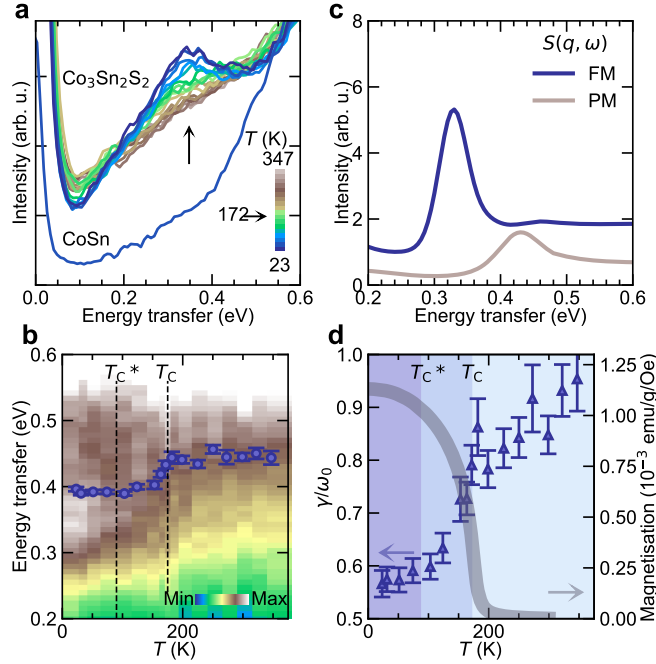 a
Intensity (arb. u.)
Co3Sn2S2
T (K)
347
172
23
CoSn
0.0 0.2 0.4 0.6
Energy transfer (eV)
c
Intensity (arb. u.)
8
6
4
2
0
S(q, ω)
FM
PM
0.2 0.3 0.4 0.5 0.6
Energy transfer (eV)
b
Energy transfer (eV)
0.6
0.5
0.4
0.3
0.2
TC* TC
Min Max
0 200
T (K)
d
γ/ω0
1.0
0.9
0.8
0.7
0.6
0.5
TC* TC
1.25
1.00
0.75
0.50
0.25
0.00
Magnetisation (10−3 emu/g/Oe)
0 200
T (K)